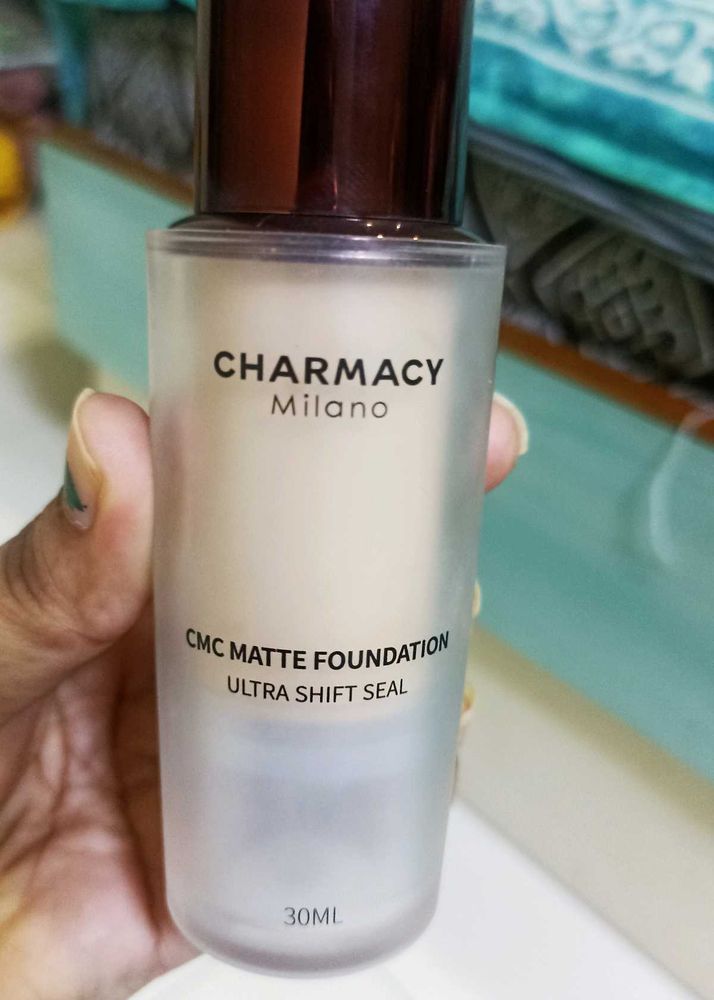 CHARMACY
Milano
CMC MATTE FOUNDATION
ULTRA SHIFT SEAL
30ML